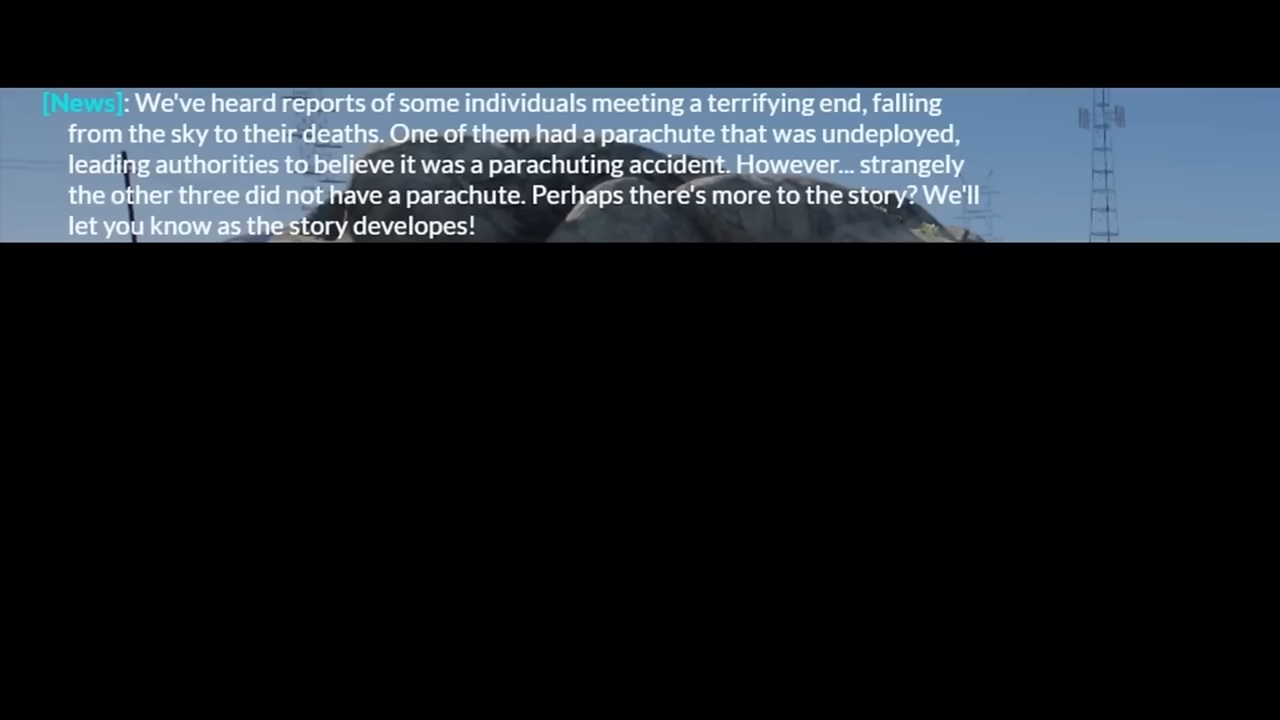 [News]: We've heard reports of some individuals meeting a terrifying end, falling
from the sky to their deaths. One of them had a parachute that was undeployed,
leading authorities to believe it was a parachuting accident. However... strangely
the other three did not have a parachute. Perhaps there's more to the story? We'll
let you know as the story developes!